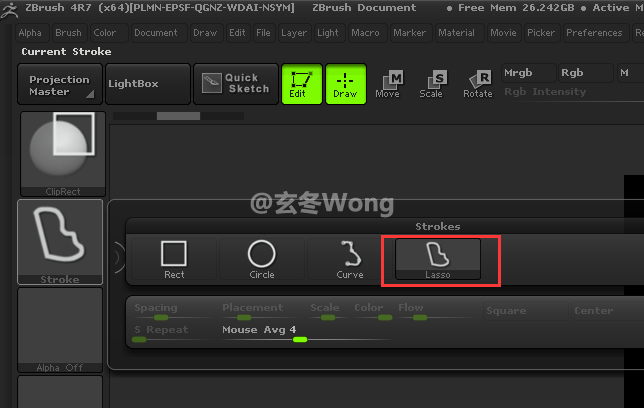 ZBrush 4R7 (x64)[PLMN-EPSF-QGNZ-WDAI-NSYM] ZBrush Document • Free Mem 26.242GB • Active M
Alpha Brush Color Document Draw Edit File Layer Light Macro Marker Material Movie Picker Preferences Re
Current Stroke
Projection Master
LightBox
Quick Sketch
Edit
Draw
Move
M
Scale
S
Rotate
R
Mrgb Rgb M
Rgb Intensity
ClipRect
@玄冬Wong
Stroke
Strokes
Rect Circle Curve Lasso
Spacing Placement Scale Color Flow Square Center
S Repeat Mouse Avg 4
Alpha Off